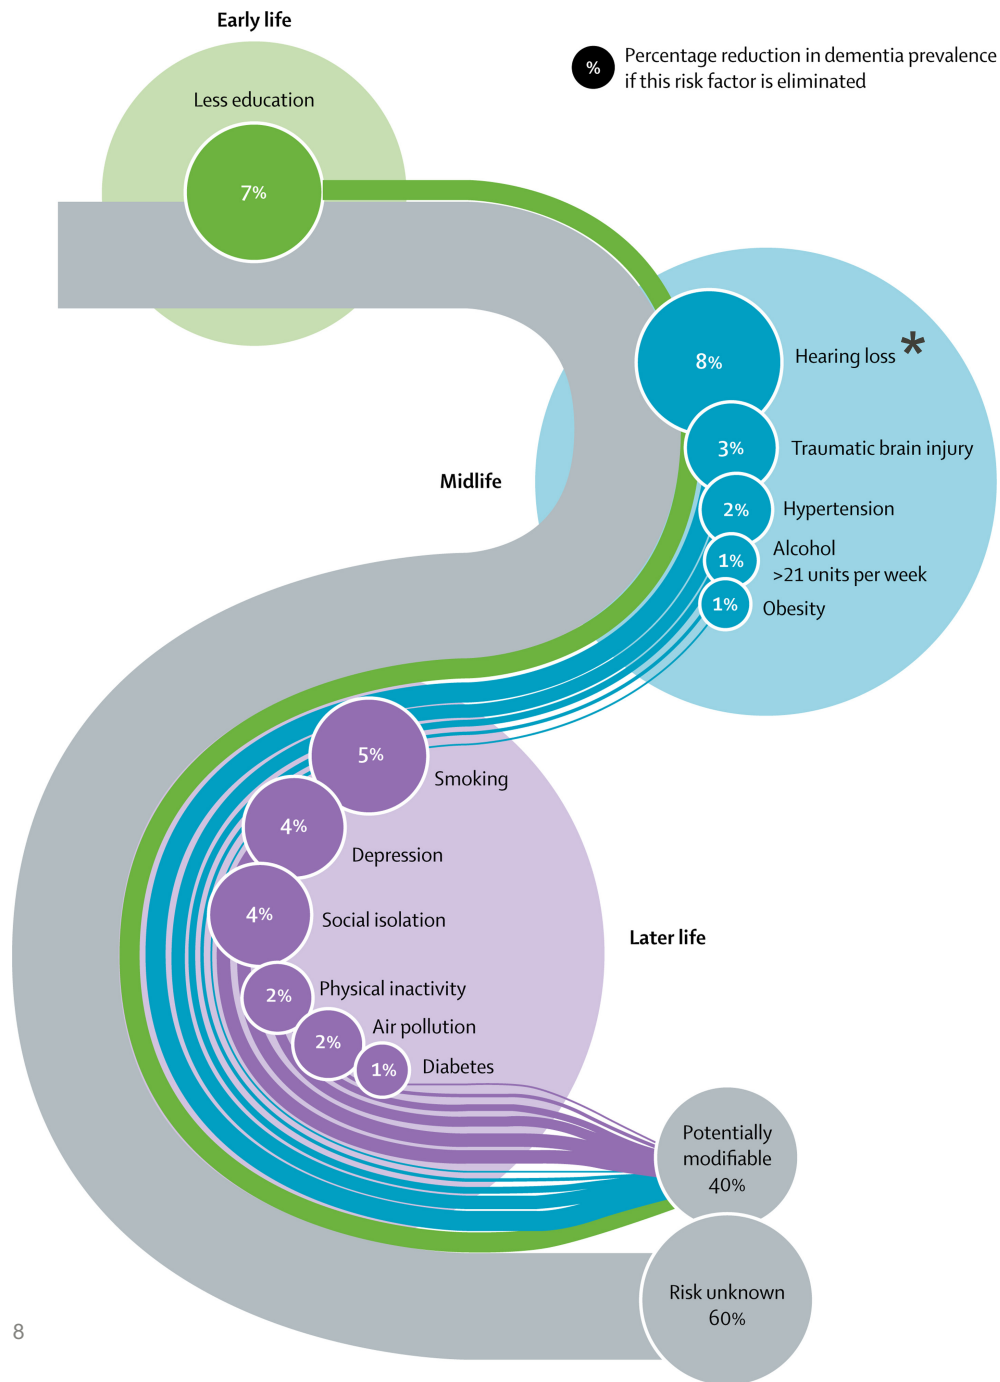 Early life
%
Percentage reduction in dementia prevalence
if this risk factor is eliminated
Less education
7%
8%
Hearing loss *
3%
Traumatic brain injury
Midlife
2%
Hypertension
1%
Alcohol
>21 units per week
1%
Obesity
5%
Smoking
4%
Depression
4%
Social isolation
Later life
2%
Physical inactivity
2%
Air pollution
1%
Diabetes
Potentially
modifiable
40%
Risk unknown
60%
8